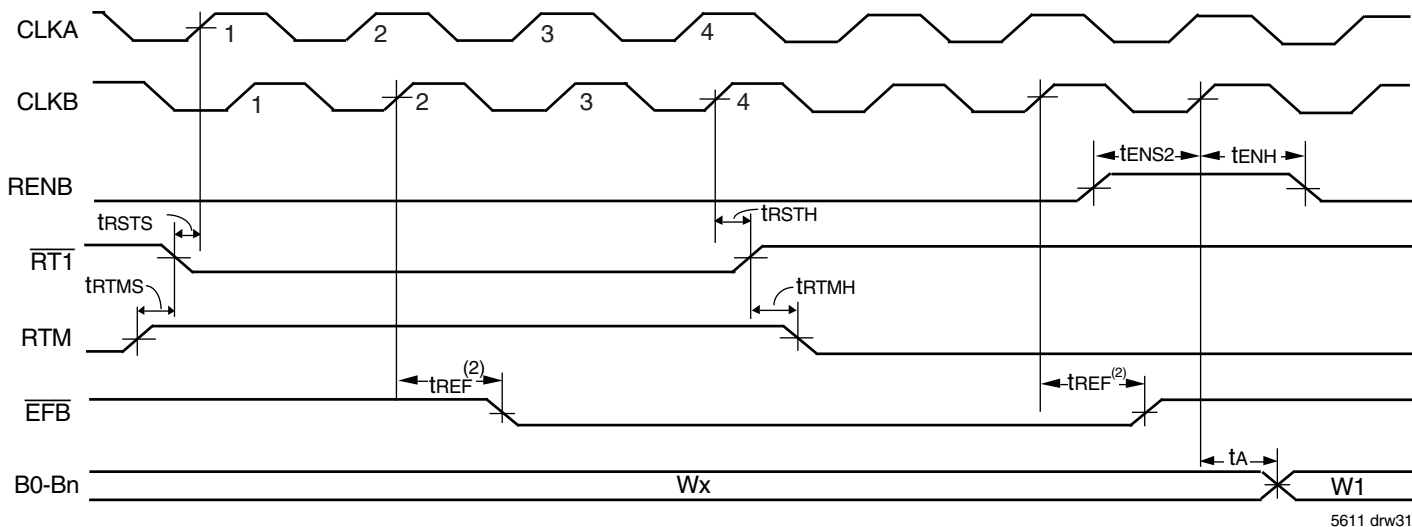 CLKA 1 2 3 4
CLKB 1 2 3 4
tENS2 tENH
RENB
tRSTS tRSTH
RT1
tRTMS tRTMH
RTM
tREF(2) tREF(2)
EFB
tA
B0-Bn Wx W1
5611 drw31